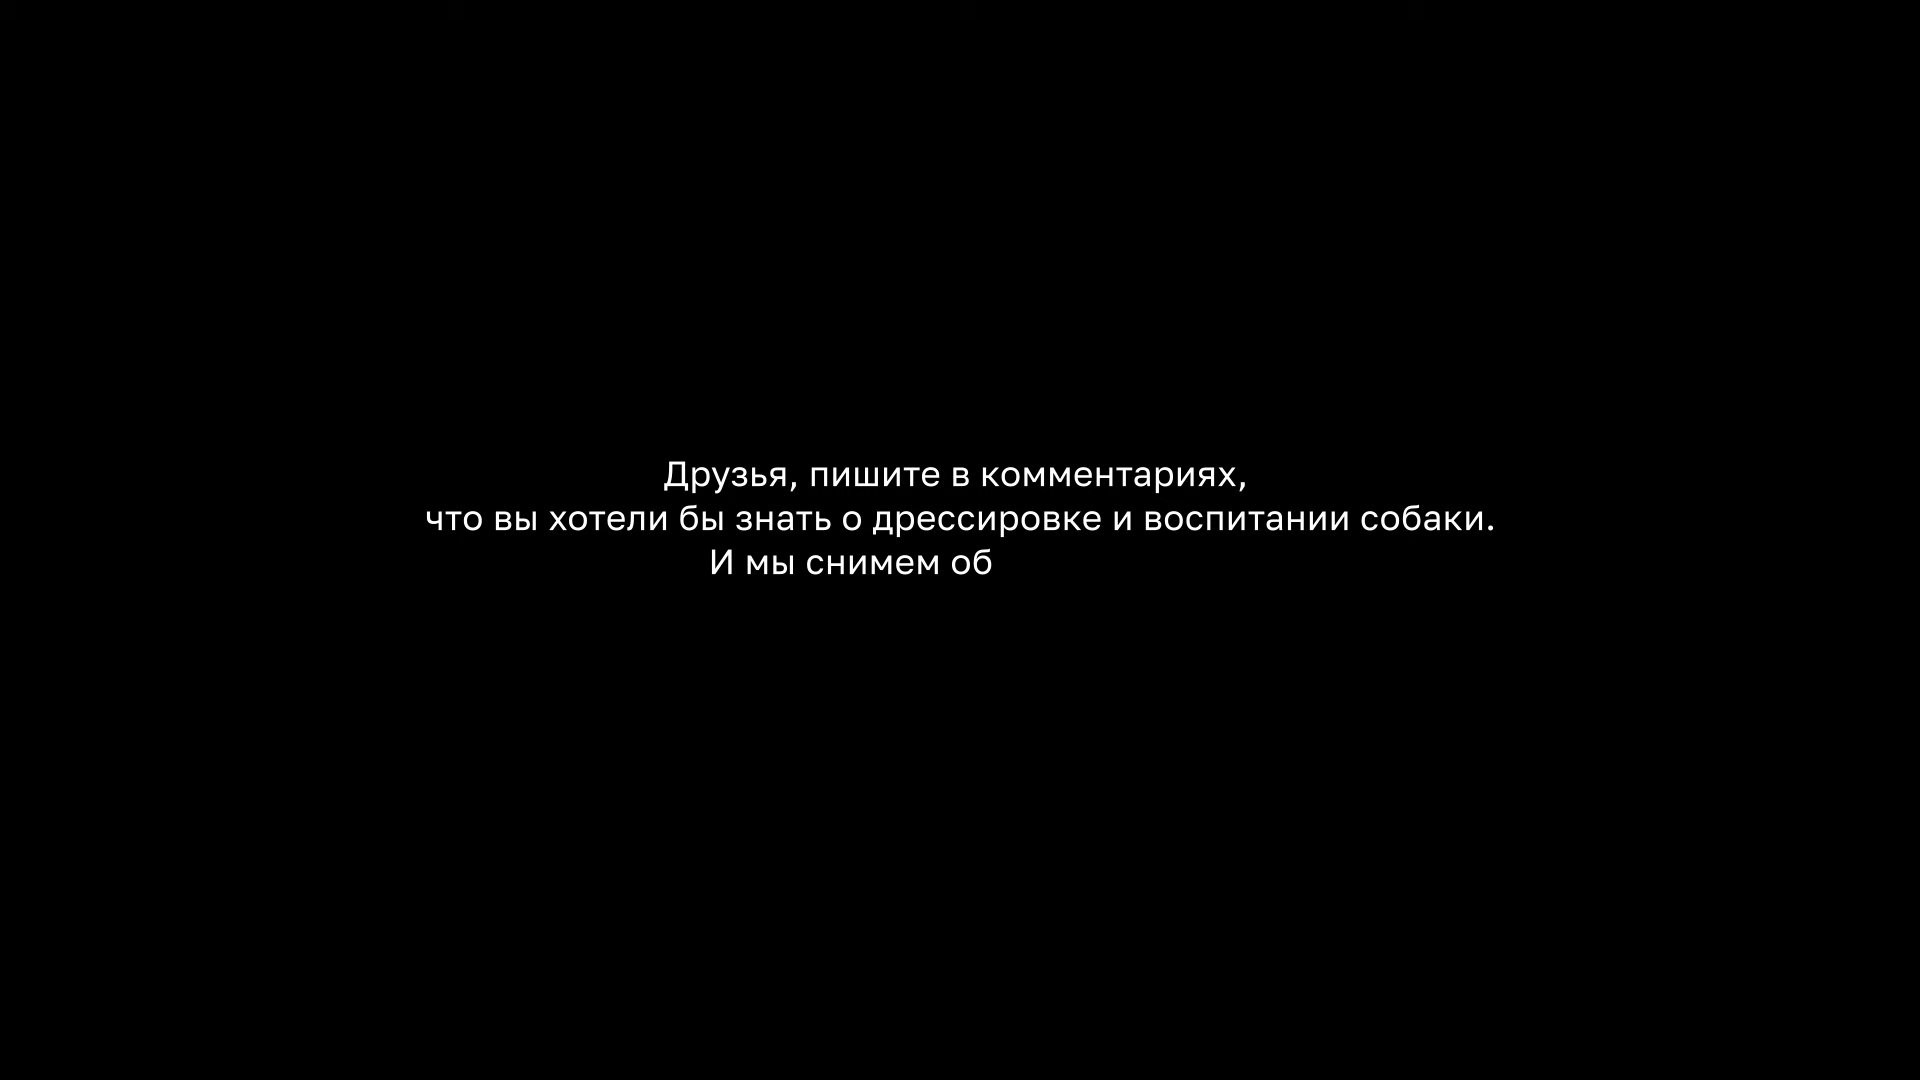 Друзья, пишите в комментариях,
что вы хотели бы знать о дрессировке и воспитании собаки.
И мы снимем об